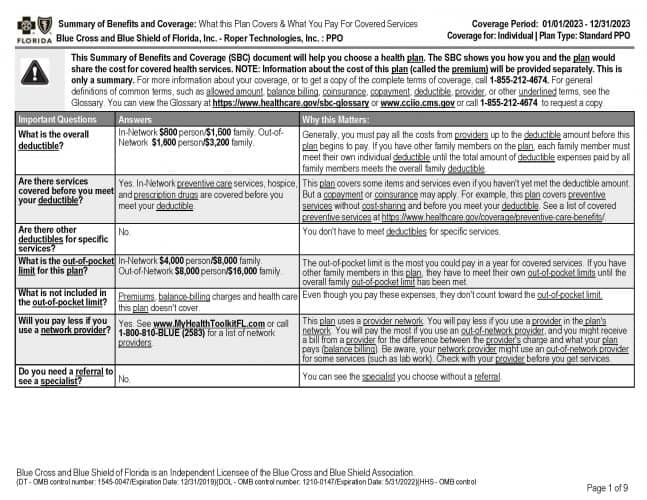 Summary of Benefits and Coverage: What this Plan Covers & What You Pay For Covered Services
Coverage Period: 01/01/2023 - 12/31/2023
FLORIDA
Blue Cross and Blue Shield of Florida, Inc. - Roper Technologies, Inc. : PPO
Coverage for: Individual | Plan Type: Standard PPO
This Summary of Benefits and Coverage (SBC) document will help you choose a health plan. The SBC shows you how you and the plan would
share the cost for covered health services. NOTE: Information about the cost of this plan (called the premium) will be provided separately. This is
only a summary. For more information about your coverage, or to get a copy of the complete terms of coverage, call 1-855-212-4674. For general
definitions of common terms, such as allowed amount, balance billing, coinsurance, copayment, deductible, provider, or other underlined terms, see the
Glossary. You can view the Glossary at https://www.healthcare.gov/sbc-glossary or www.cciio.cms.gov or call 1-855-212-4674 to request a copy
Important Questions
Answers
Why this Matters:
What is the overall
deductible?
In-Network $800 person/$1,600 family. Out-of-
Network $1,600 person/$3,200 family.
Generally, you must pay all the costs from providers up to the deductible amount before this
plan begins to pay. If you have other family members on the plan, each family member must
meet their own individual deductible until the total amount of deductible expenses paid by all
family members meets the overall family deductible.
Are there services
covered before you meet
your deductible?
Yes. In-Network preventive care services, hospice,
and prescription drugs are covered before you
meet your deductible
This plan covers some items and services even if you haven't yet met the deductible amount.
But a copayment or coinsurance may apply. For example, this plan covers preventive
services without cost-sharing and before you meet your deductible. See a list of covered
preventive services at https://www.healthcare.gov/coverage/preventive-care-benefits/.
Are there other
deductibles for specific
services?
No.
You don't have to meet deductibles for specific services.
What is the out-of-pocket
limit for this plan?
In-Network $4,000 person/$8,000 family.
Out-of-Network $8,000 person/$16,000 family.
The out-of-pocket limit is the most you could pay in a year for covered services. If you have
other family members in this plan, they have to meet their own out-of-pocket limits until the
overall family out-of-pocket limit has been met.
What is not included in
the out-of-pocket limit?
Premiums, balance-billing charges and health care
this plan doesn't cover.
Even though you pay these expenses, they don't count toward the out-of-pocket limit.
Will you pay less if you
use a network provider?
Yes. See www.MyHealthToolkitFL.com or call
1-800-810-BLUE (2583) for a list of network
providers.
This plan uses a provider network. You will pay less if you use a provider in the plan's
network. You will pay the most if you use an out-of-network provider, and you might receive
a bill from a provider for the difference between the provider's charge and what your plan
pays (balance billing). Be aware, your network provider might use an out-of-network provider
for some services (such as lab work). Check with your provider before you get services.
Do you need a referral to
see a specialist?
No.
You can see the specialist you choose without a referral.
Blue Cross and Blue Shield of Florida is an Independent Licensee of the Blue Cross and Blue Shield Association.
(DT - OMB control number: 1545-0047/Expiration Date: 12/31/2019)(DOL - OMB control number: 1210-0147/Expiration Date: 5/31/2022)(HHS - OMB control
Page 1 of 9